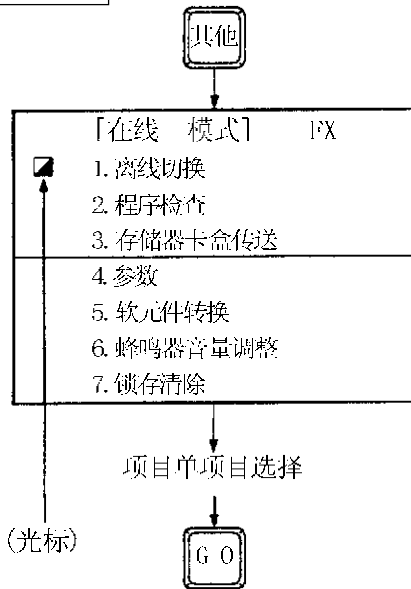 其他
[在线 模式] FX
1. 离线切换
2. 程序检查
3. 存储器卡盒传送
4. 参数
5. 软元件转换
6. 蜂鸣器音量调整
7. 锁存清除
项目单项目选择
(光标)
GO